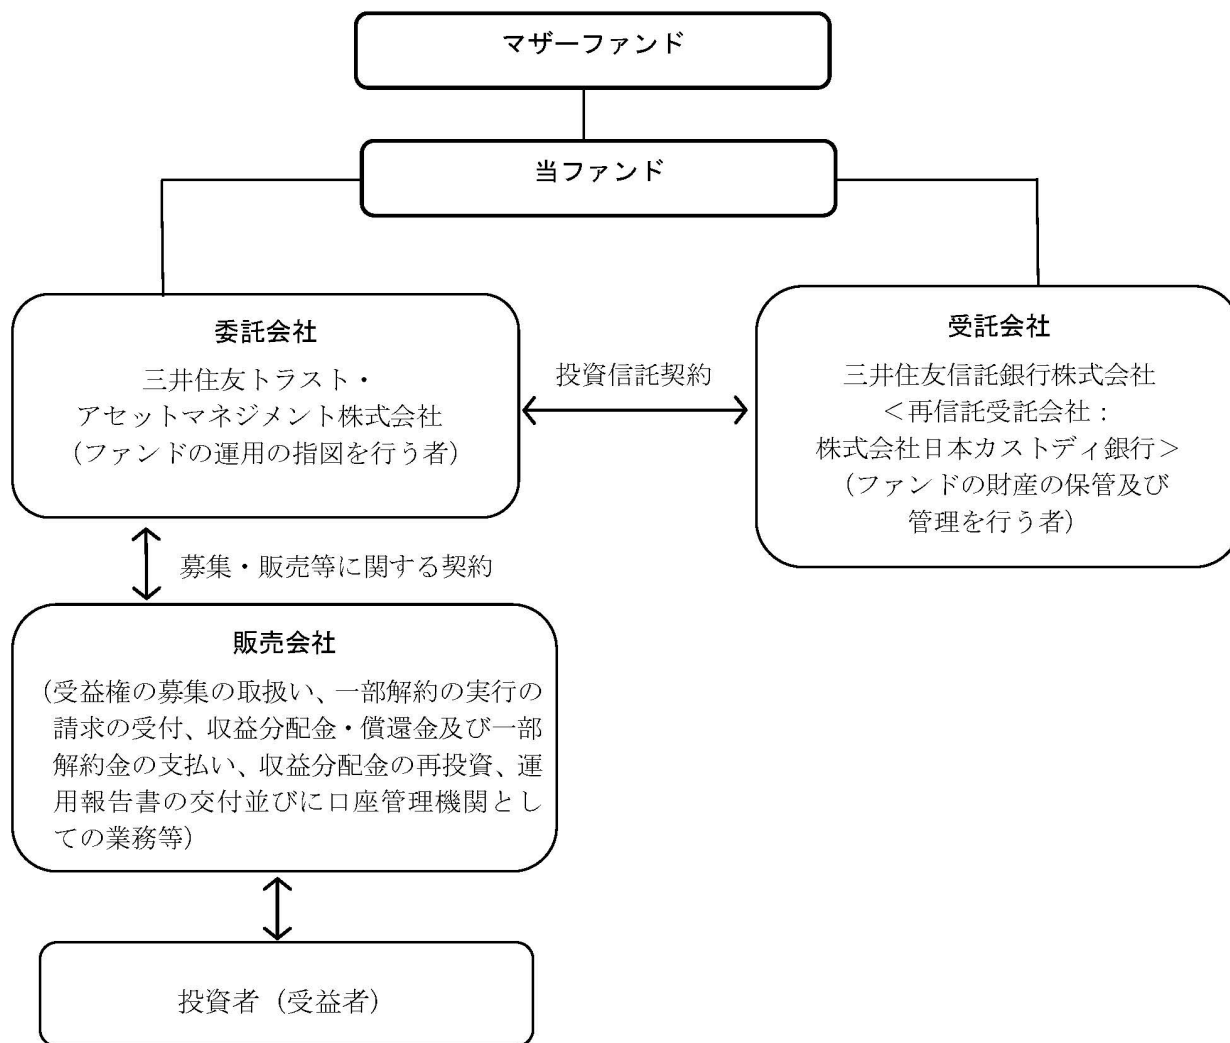 マザーファンド
当ファンド
委託会社
三井住友トラスト・
アセットマネジメント株式会社
（ファンドの運用の指図を行う者）
投資信託契約
受託会社
三井住友信託銀行株式会社
＜再信託受託会社：
株式会社日本カストディ銀行＞
（ファンドの財産の保管及び
管理を行う者）
募集・販売等に関する契約
販売会社
（受益権の募集の取扱い、一部解約の実行の
請求の受付、収益分配金・償還金及び一部
解約金の支払い、収益分配金の再投資、運
用報告書の交付並びに口座管理機関とし
ての業務等）
投資者（受益者）